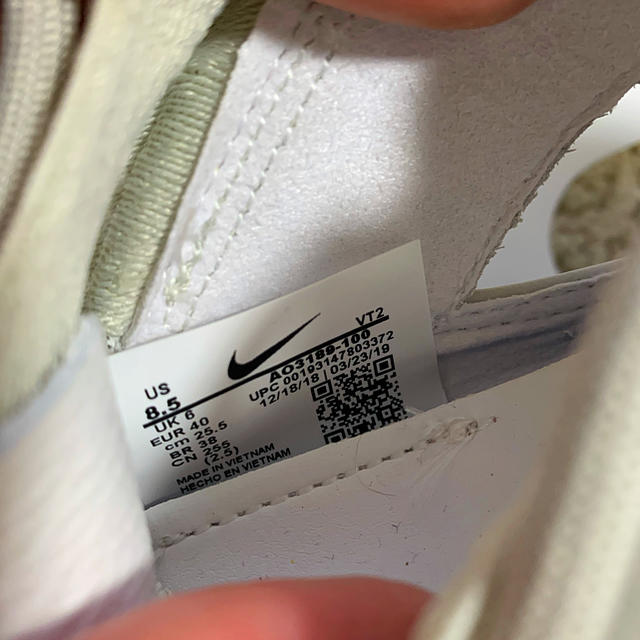 VT2
US
8.5
AO3189-100
UPC 00193147803372
UK 6
12/18/18 | 03/23/19
EUR 40
cm 25.5
BR 38
CN 255
(2.5)
MADE IN VIETNAM
HECHO EN VIETNAM